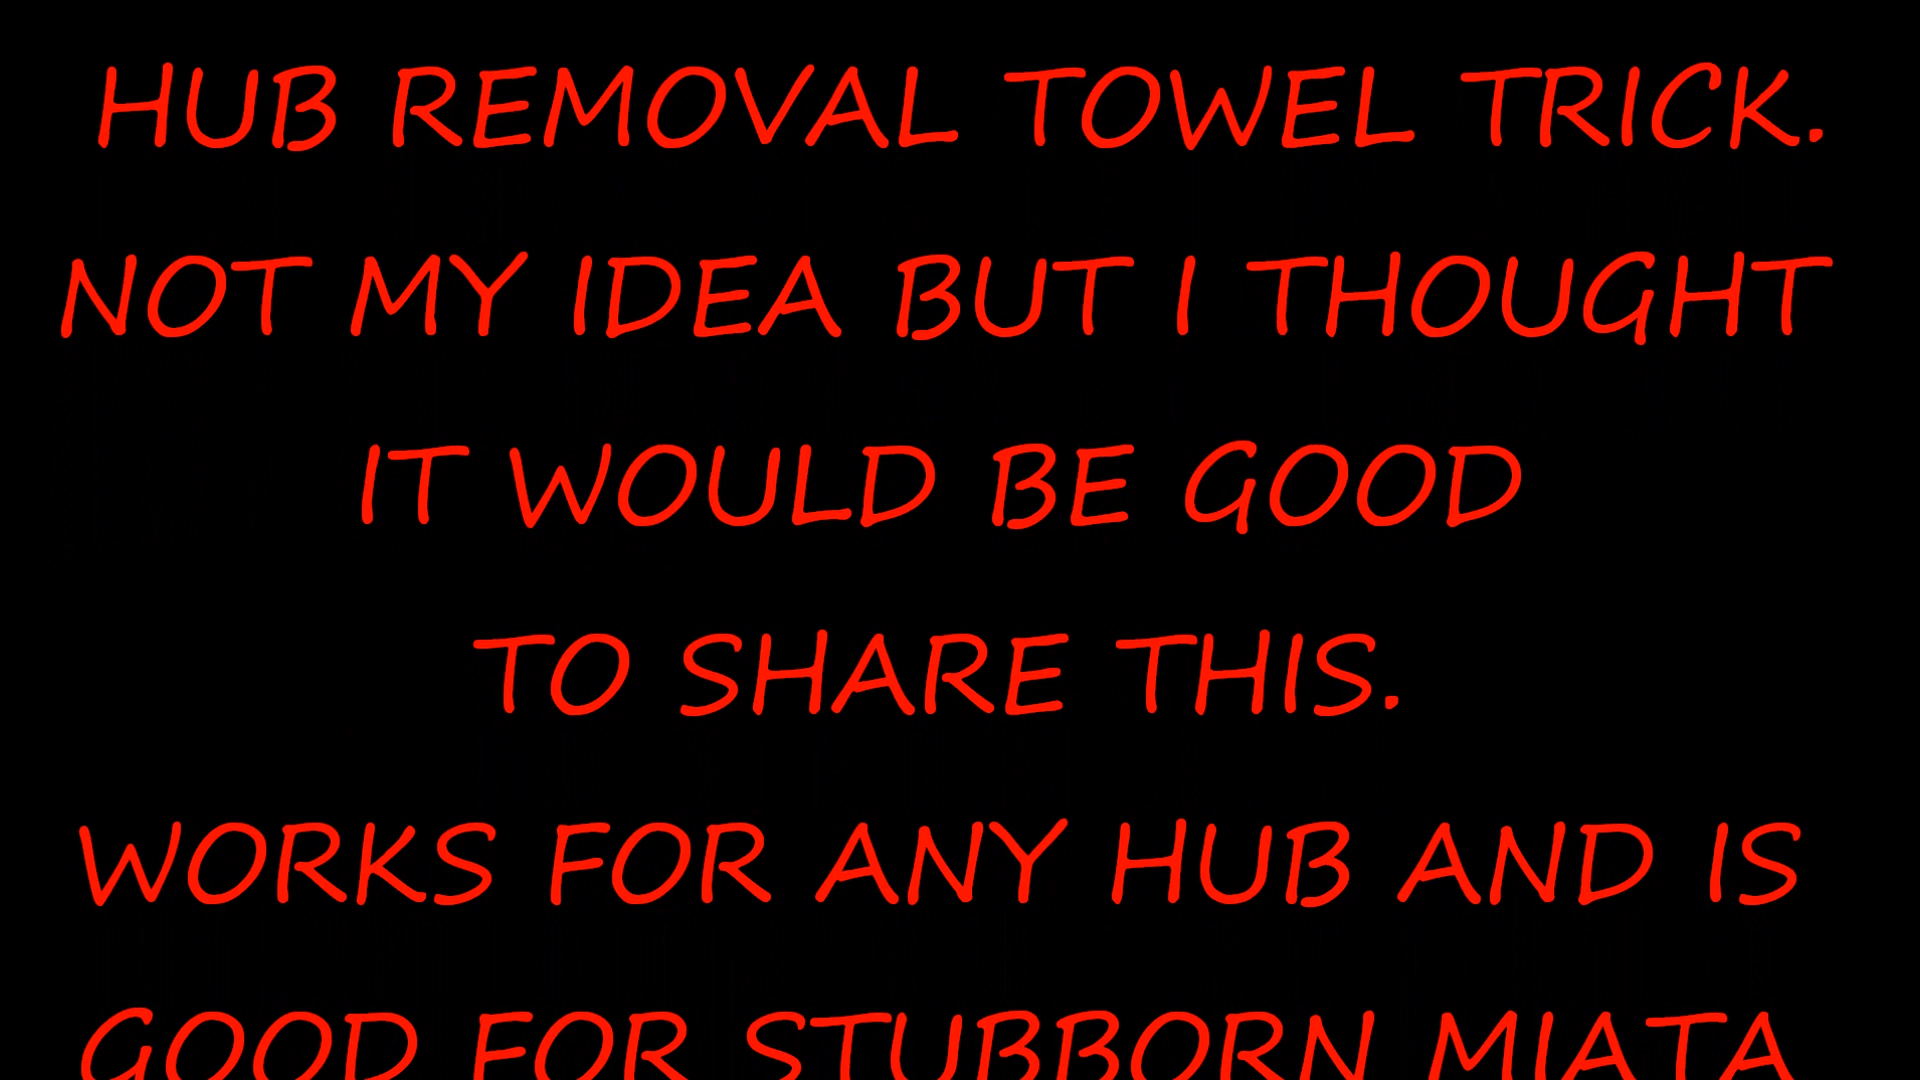 HUB REMOVAL TOWEL TRICK.
NOT MY IDEA BUT I THOUGHT
IT WOULD BE GOOD
TO SHARE THIS.
WORKS FOR ANY HUB AND IS
GOOD FOR STUBBORN MIATA